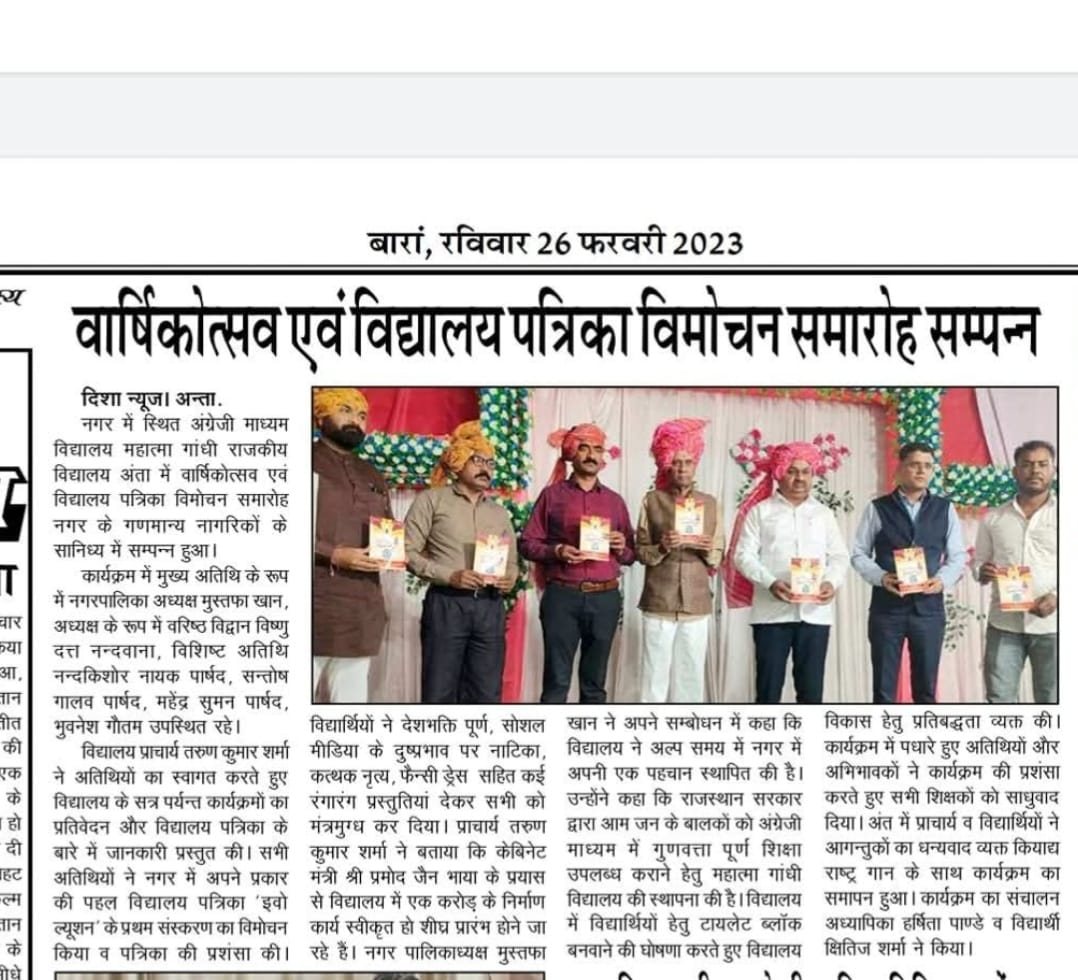 बारां, रविवार 26 फरवरी 2023
वार्षिकोत्सव एवं विद्यालय पत्रिका विमोचन समारोह सम्पन्न
दिशा न्यूज। अन्ता.
नगर में स्थित अंग्रेजी माध्यम
विद्यालय महात्मा गांधी राजकीय
विद्यालय अंता में वार्षिकोत्सव एवं
विद्यालय पत्रिका विमोचन समारोह
नगर के गणमान्य नागरिकों के
सानिध्य में सम्पन्न हुआ।
कार्यक्रम में मुख्य अतिथि के रूप
में नगरपालिका अध्यक्ष मुस्तफा खान,
अध्यक्ष के रूप में वरिष्ठ विद्वान विष्णु
दत्त नन्दवाना, विशिष्ट अतिथि
नन्दकिशोर नायक पार्षद, सन्तोष
गालव पार्षद, महेंद्र सुमन पार्षद,
भुवनेश गौतम उपस्थित रहे।
विद्यालय प्राचार्य तरुण कुमार शर्मा
ने अतिथियों का स्वागत करते हुए
विद्यालय के सत्र पर्यन्त कार्यक्रमों का
प्रतिवेदन और विद्यालय पत्रिका के
बारे में जानकारी प्रस्तुत की। सभी
अतिथियों ने नगर में अपने प्रकार
की पहल विद्यालय पत्रिका 'इवो
ल्यूशन' के प्रथम संस्करण का विमोचन
किया व पत्रिका की प्रशंसा की।
विद्यार्थियों ने देशभक्ति पूर्ण, सोशल
मीडिया के दुष्प्रभाव पर नाटिका,
कत्थक नृत्य, फैन्सी ड्रेस सहित कई
रंगारंग प्रस्तुतियां देकर सभी को
मंत्रमुग्ध कर दिया। प्राचार्य तरुण
कुमार शर्मा ने बताया कि केबिनेट
मंत्री श्री प्रमोद जैन भाया के प्रयास
से विद्यालय में एक करोड़ के निर्माण
कार्य स्वीकृत हो शीघ्र प्रारंभ होने जा
रहे हैं। नगर पालिकाध्यक्ष मुस्तफा
खान ने अपने सम्बोधन में कहा कि
विद्यालय ने अल्प समय में नगर में
अपनी एक पहचान स्थापित की है।
उन्होंने कहा कि राजस्थान सरकार
द्वारा आम जन के बालकों को अंग्रेजी
माध्यम में गुणवत्ता पूर्ण शिक्षा
उपलब्ध कराने हेतु महात्मा गांधी
विद्यालय की स्थापना की है। विद्यालय
में विद्यार्थियों हेतु टायलेट ब्लॉक
बनवाने की घोषणा करते हुए विद्यालय
विकास हेतु प्रतिबद्धता व्यक्त की।
कार्यक्रम में पधारे हुए अतिथियों और
अभिभावकों ने कार्यक्रम की प्रशंसा
करते हुए सभी शिक्षकों को साधुवाद
दिया। अंत में प्राचार्य व विद्यार्थियों ने
आगन्तुकों का धन्यवाद व्यक्त कियाद्य
राष्ट्र गान के साथ कार्यक्रम का
समापन हुआ। कार्यक्रम का संचालन
अध्यापिका हर्षिता पाण्डे व विद्यार्थी
क्षितिज शर्मा ने किया।